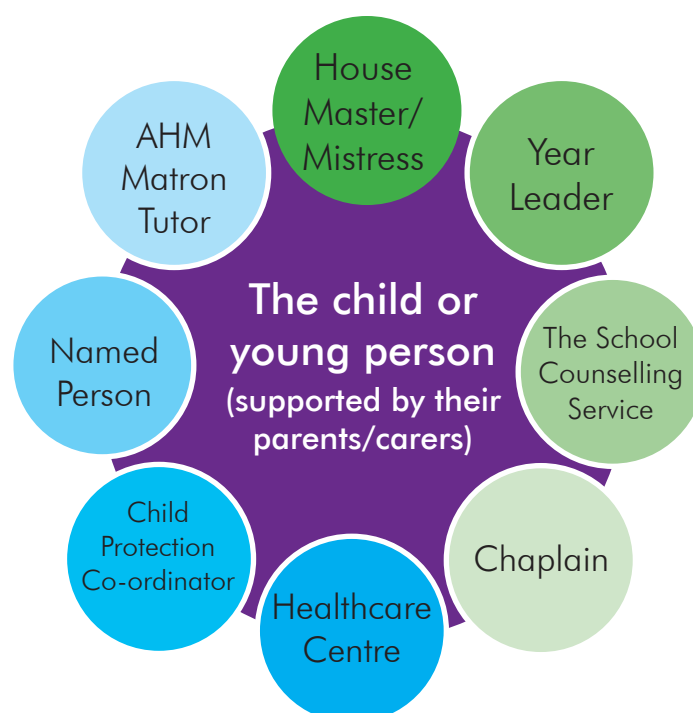 House
Master/
Mistress
Year
Leader
The School
Counselling
Service
Chaplain
Healthcare
Centre
Child
Protection
Co-ordinator
Named
Person
AHM
Matron
Tutor
The child or
young person
(supported by their
parents/carers)